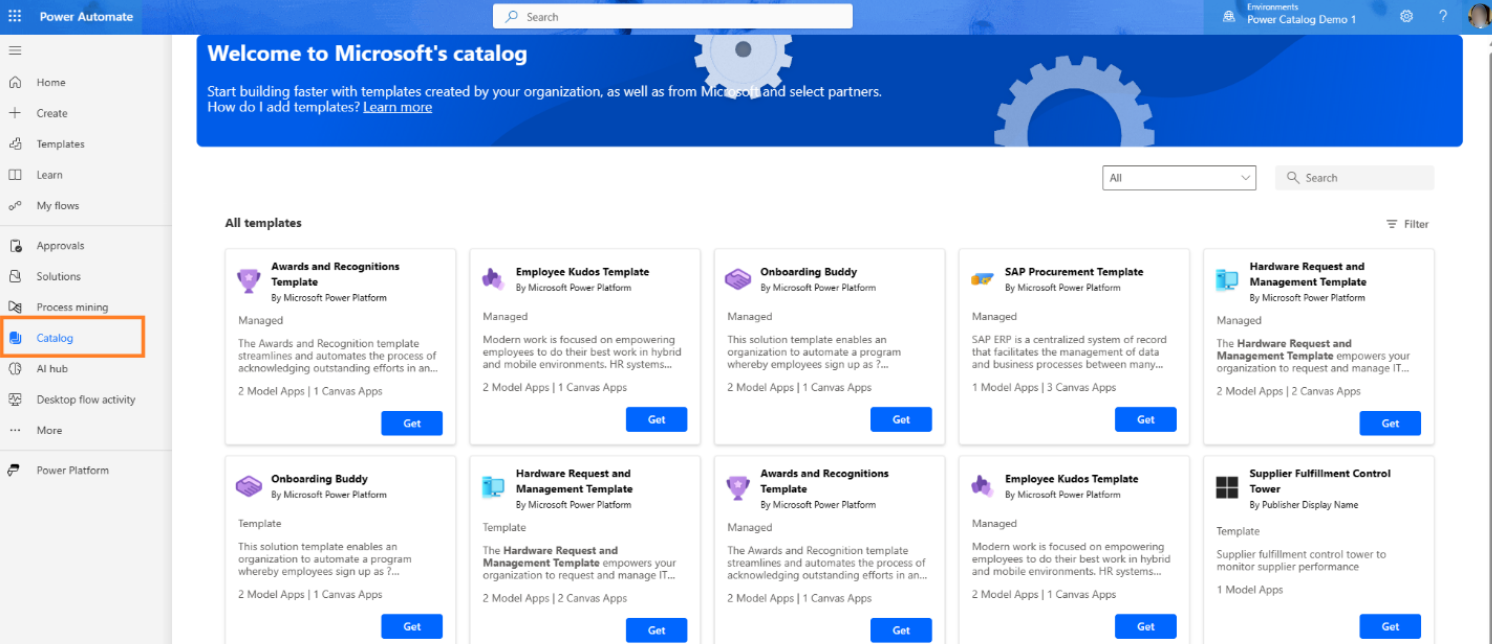 Power Automate
Search
Environments
Power Catalog Demo 1
?
Home
Create
Templates
Learn
My flows
Approvals
Solutions
Process mining
Catalog
AI hub
Desktop flow activity
More
Power Platform
Welcome to Microsoft's catalog
Start building faster with templates created by your organization, as well as from Microsoft and select partners.
How do I add templates? Learn more
All
Search
All templates
Filter
Awards and Recognitions
Template
By Microsoft Power Platform
Managed
The Awards and Recognition template
streamlines and automates the process of
acknowledging outstanding efforts in an...
2 Model Apps | 1 Canvas Apps
Get
Employee Kudos Template
By Microsoft Power Platform
Managed
Modern work is focused on empowering
employees to do their best work in hybrid
and mobile environments. HR systems...
2 Model Apps | 1 Canvas Apps
Get
Onboarding Buddy
By Microsoft Power Platform
Managed
This solution template enables an
organization to automate a program
whereby employees sign up as ?...
2 Model Apps | 1 Canvas Apps
Get
SAP Procurement Template
By Microsoft Power Platform
Managed
SAP ERP is a centralized system of record
that facilitates the management of data
and business processes between many...
1 Model Apps | 3 Canvas Apps
Get
Hardware Request and
Management Template
By Microsoft Power Platform
Managed
The Hardware Request and
Management Template empowers your
organization to request and manage IT...
2 Model Apps | 2 Canvas Apps
Get
Onboarding Buddy
By Microsoft Power Platform
Template
This solution template enables an
organization to automate a program
whereby employees sign up as ?...
2 Model Apps | 1 Canvas Apps
Get
Hardware Request and
Management Template
By Microsoft Power Platform
Template
The Hardware Request and
Management Template empowers your
organization to request and manage IT...
2 Model Apps | 2 Canvas Apps
Get
Awards and Recognitions
Template
By Microsoft Power Platform
Managed
The Awards and Recognition template
streamlines and automates the process of
acknowledging outstanding efforts in an...
2 Model Apps | 1 Canvas Apps
Get
Employee Kudos Template
By Microsoft Power Platform
Managed
Modern work is focused on empowering
employees to do their best work in hybrid
and mobile environments. HR systems...
2 Model Apps | 1 Canvas Apps
Get
Supplier Fulfillment Control
Tower
By Publisher Display Name
Template
Supplier fulfillment control tower to
monitor supplier performance
1 Model Apps
Get